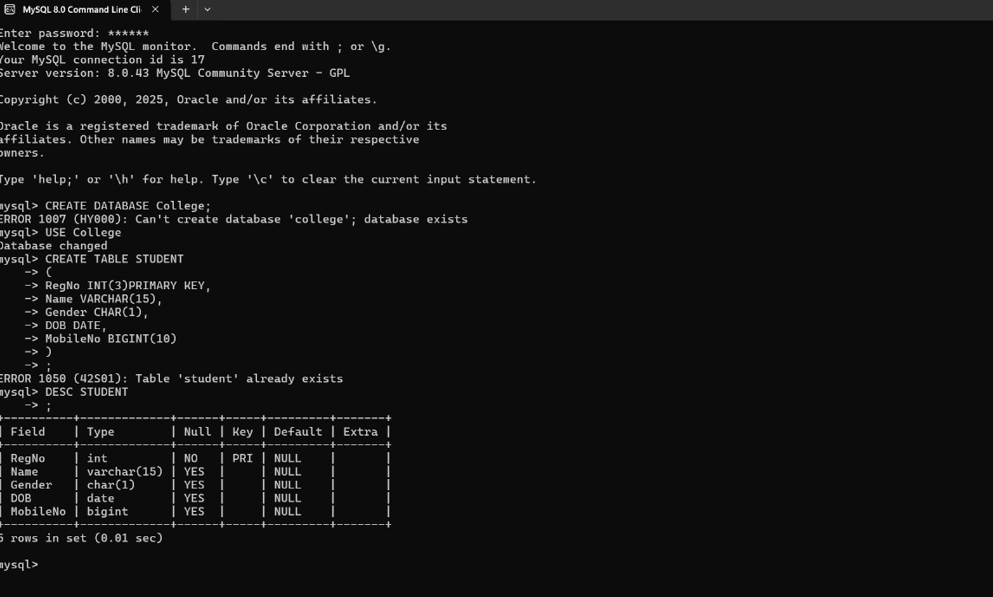 MySQL 8.0 Command Line Cli
Enter password: ******
Welcome to the MySQL monitor.  Commands end with ; or \g.
Your MySQL connection id is 17
Server version: 8.0.43 MySQL Community Server - GPL
Copyright (c) 2000, 2025, Oracle and/or its affiliates.
Oracle is a registered trademark of Oracle Corporation and/or its
affiliates. Other names may be trademarks of their respective
owners.
Type 'help;' or '\h' for help. Type '\c' to clear the current input statement.
mysql> CREATE DATABASE College;
ERROR 1007 (HY000): Can't create database 'college'; database exists
mysql> USE College
Database changed
mysql> CREATE TABLE STUDENT
    -> (
    -> RegNo INT(3)PRIMARY KEY,
    -> Name VARCHAR(15),
    -> Gender CHAR(1),
    -> DOB DATE,
    -> MobileNo BIGINT(10)
    -> )
    -> ;
ERROR 1050 (42S01): Table 'student' already exists
mysql> DESC STUDENT
    -> ;
+----------+-------------+------+-----+---------+-------+
| Field    | Type        | Null | Key | Default | Extra |
+----------+-------------+------+-----+---------+-------+
| RegNo    | int         | NO   | PRI | NULL    |       |
| Name     | varchar(15) | YES  |     | NULL    |       |
| Gender   | char(1)     | YES  |     | NULL    |       |
| DOB      | date        | YES  |     | NULL    |       |
| MobileNo | bigint      | YES  |     | NULL    |       |
+----------+-------------+------+-----+---------+-------+
5 rows in set (0.01 sec)
mysql>